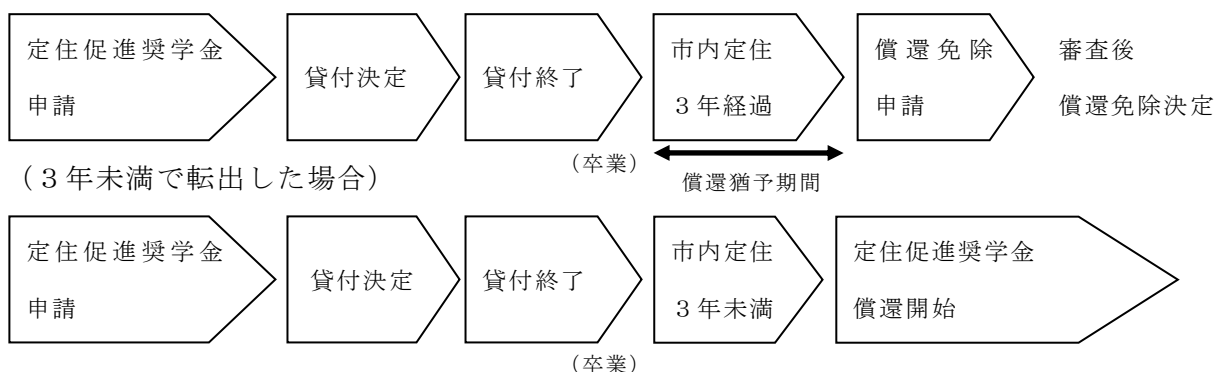 定住促進奨学金
申請
貸付決定
貸付終了
市内定住
３年経過
償還免除
申請
審査後
償還免除決定
（卒業）
償還猶予期間
（３年未満で転出した場合）
定住促進奨学金
申請
貸付決定
貸付終了
市内定住
３年未満
定住促進奨学金
償還開始
（卒業）